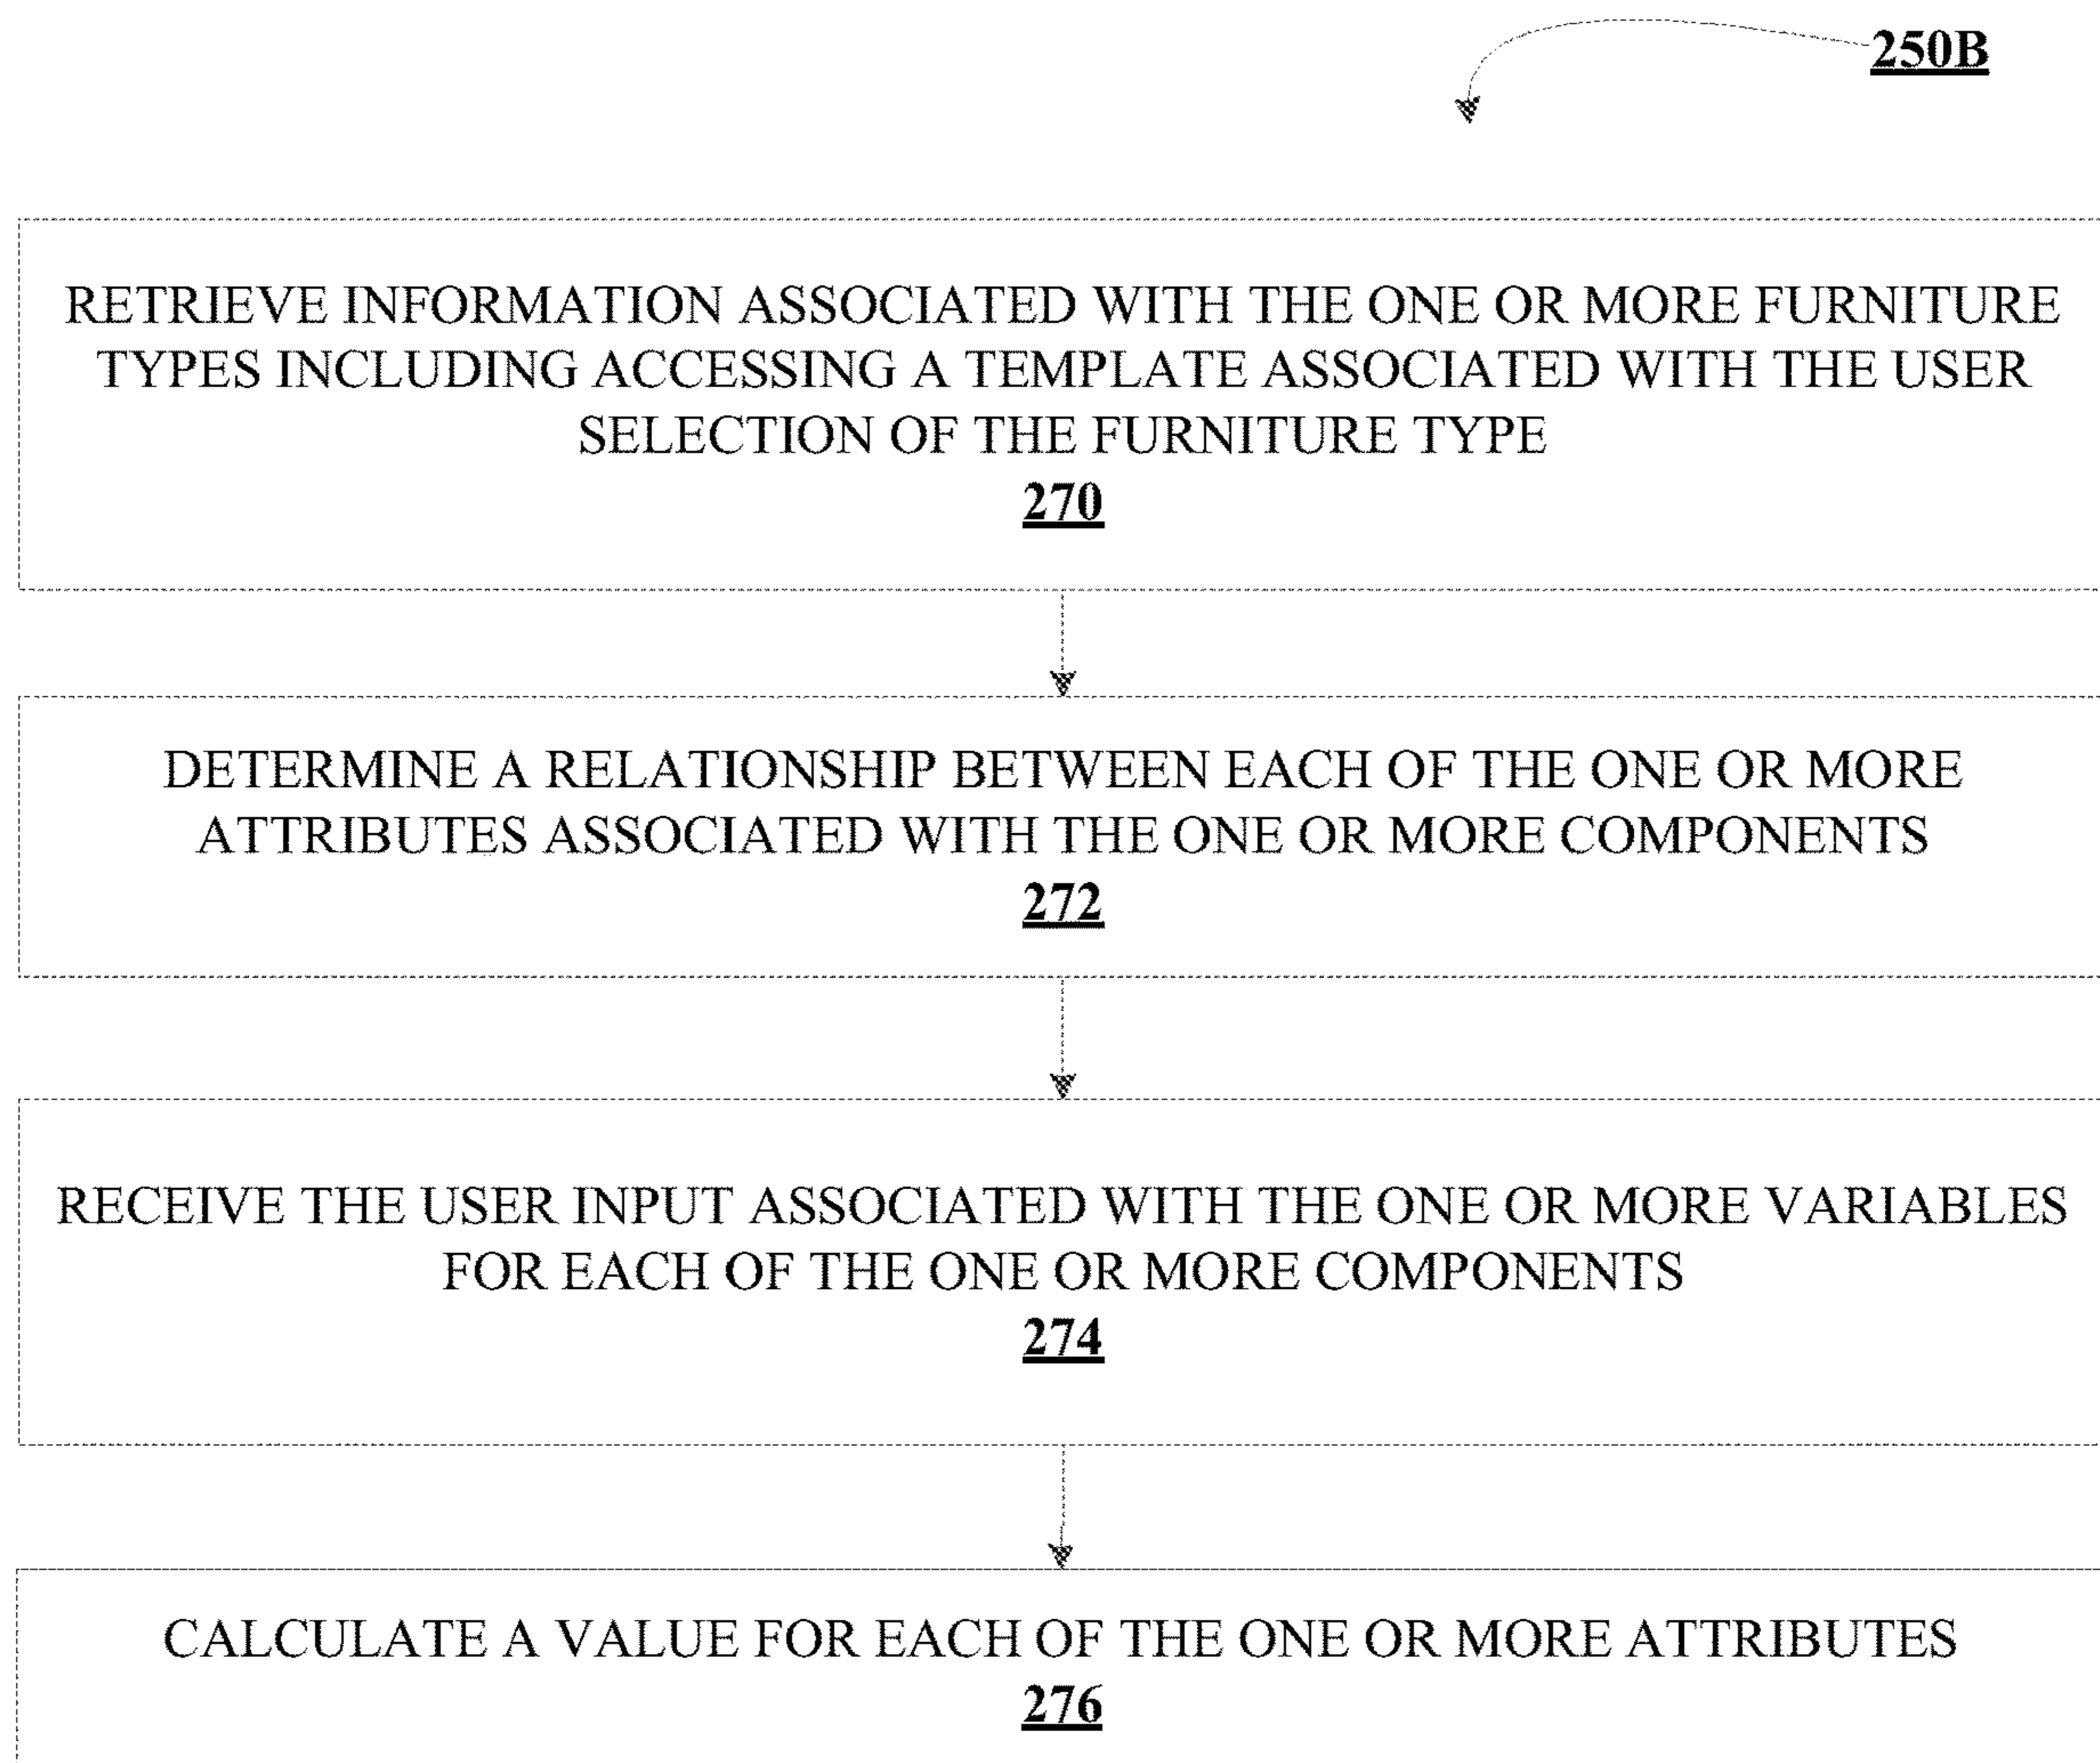 250B
RETRIEVE INFORMATION ASSOCIATED WITH THE ONE OR MORE FURNITURE
TYPES INCLUDING ACCESSING A TEMPLATE ASSOCIATED WITH THE USER
SELECTION OF THE FURNITURE TYPE
270
DETERMINE A RELATIONSHIP BETWEEN EACH OF THE ONE OR MORE
ATTRIBUTES ASSOCIATED WITH THE ONE OR MORE COMPONENTS
272
RECEIVE THE USER INPUT ASSOCIATED WITH THE ONE OR MORE VARIABLES
FOR EACH OF THE ONE OR MORE COMPONENTS
274
CALCULATE A VALUE FOR EACH OF THE ONE OR MORE ATTRIBUTES
276